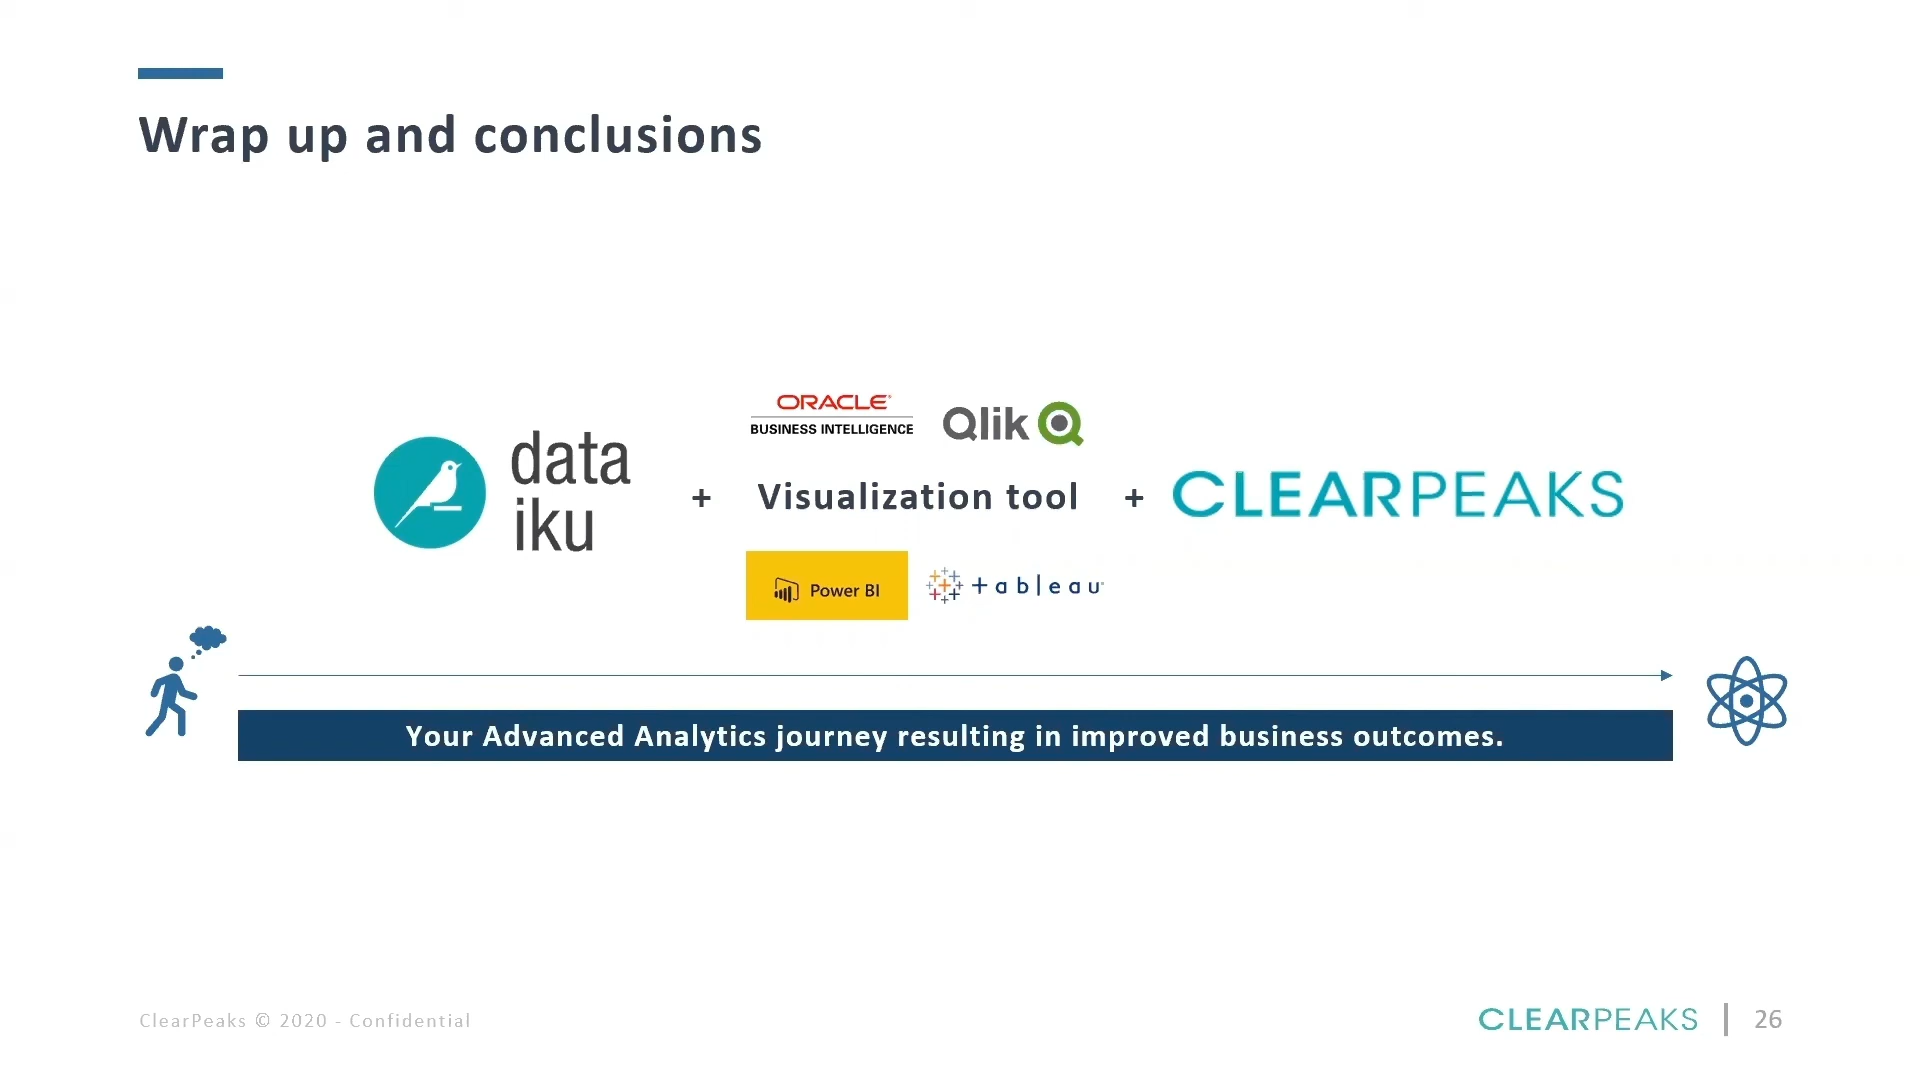 Wrap up and conclusions
ORACLE
BUSINESS INTELLIGENCE
Qlik
data
iku
+
Visualization tool
+
CLEARPEAKS
Power BI
+ableau
Your Advanced Analytics journey resulting in improved business outcomes.
ClearPeaks © 2020 - Confidential
CLEARPEAKS | 26